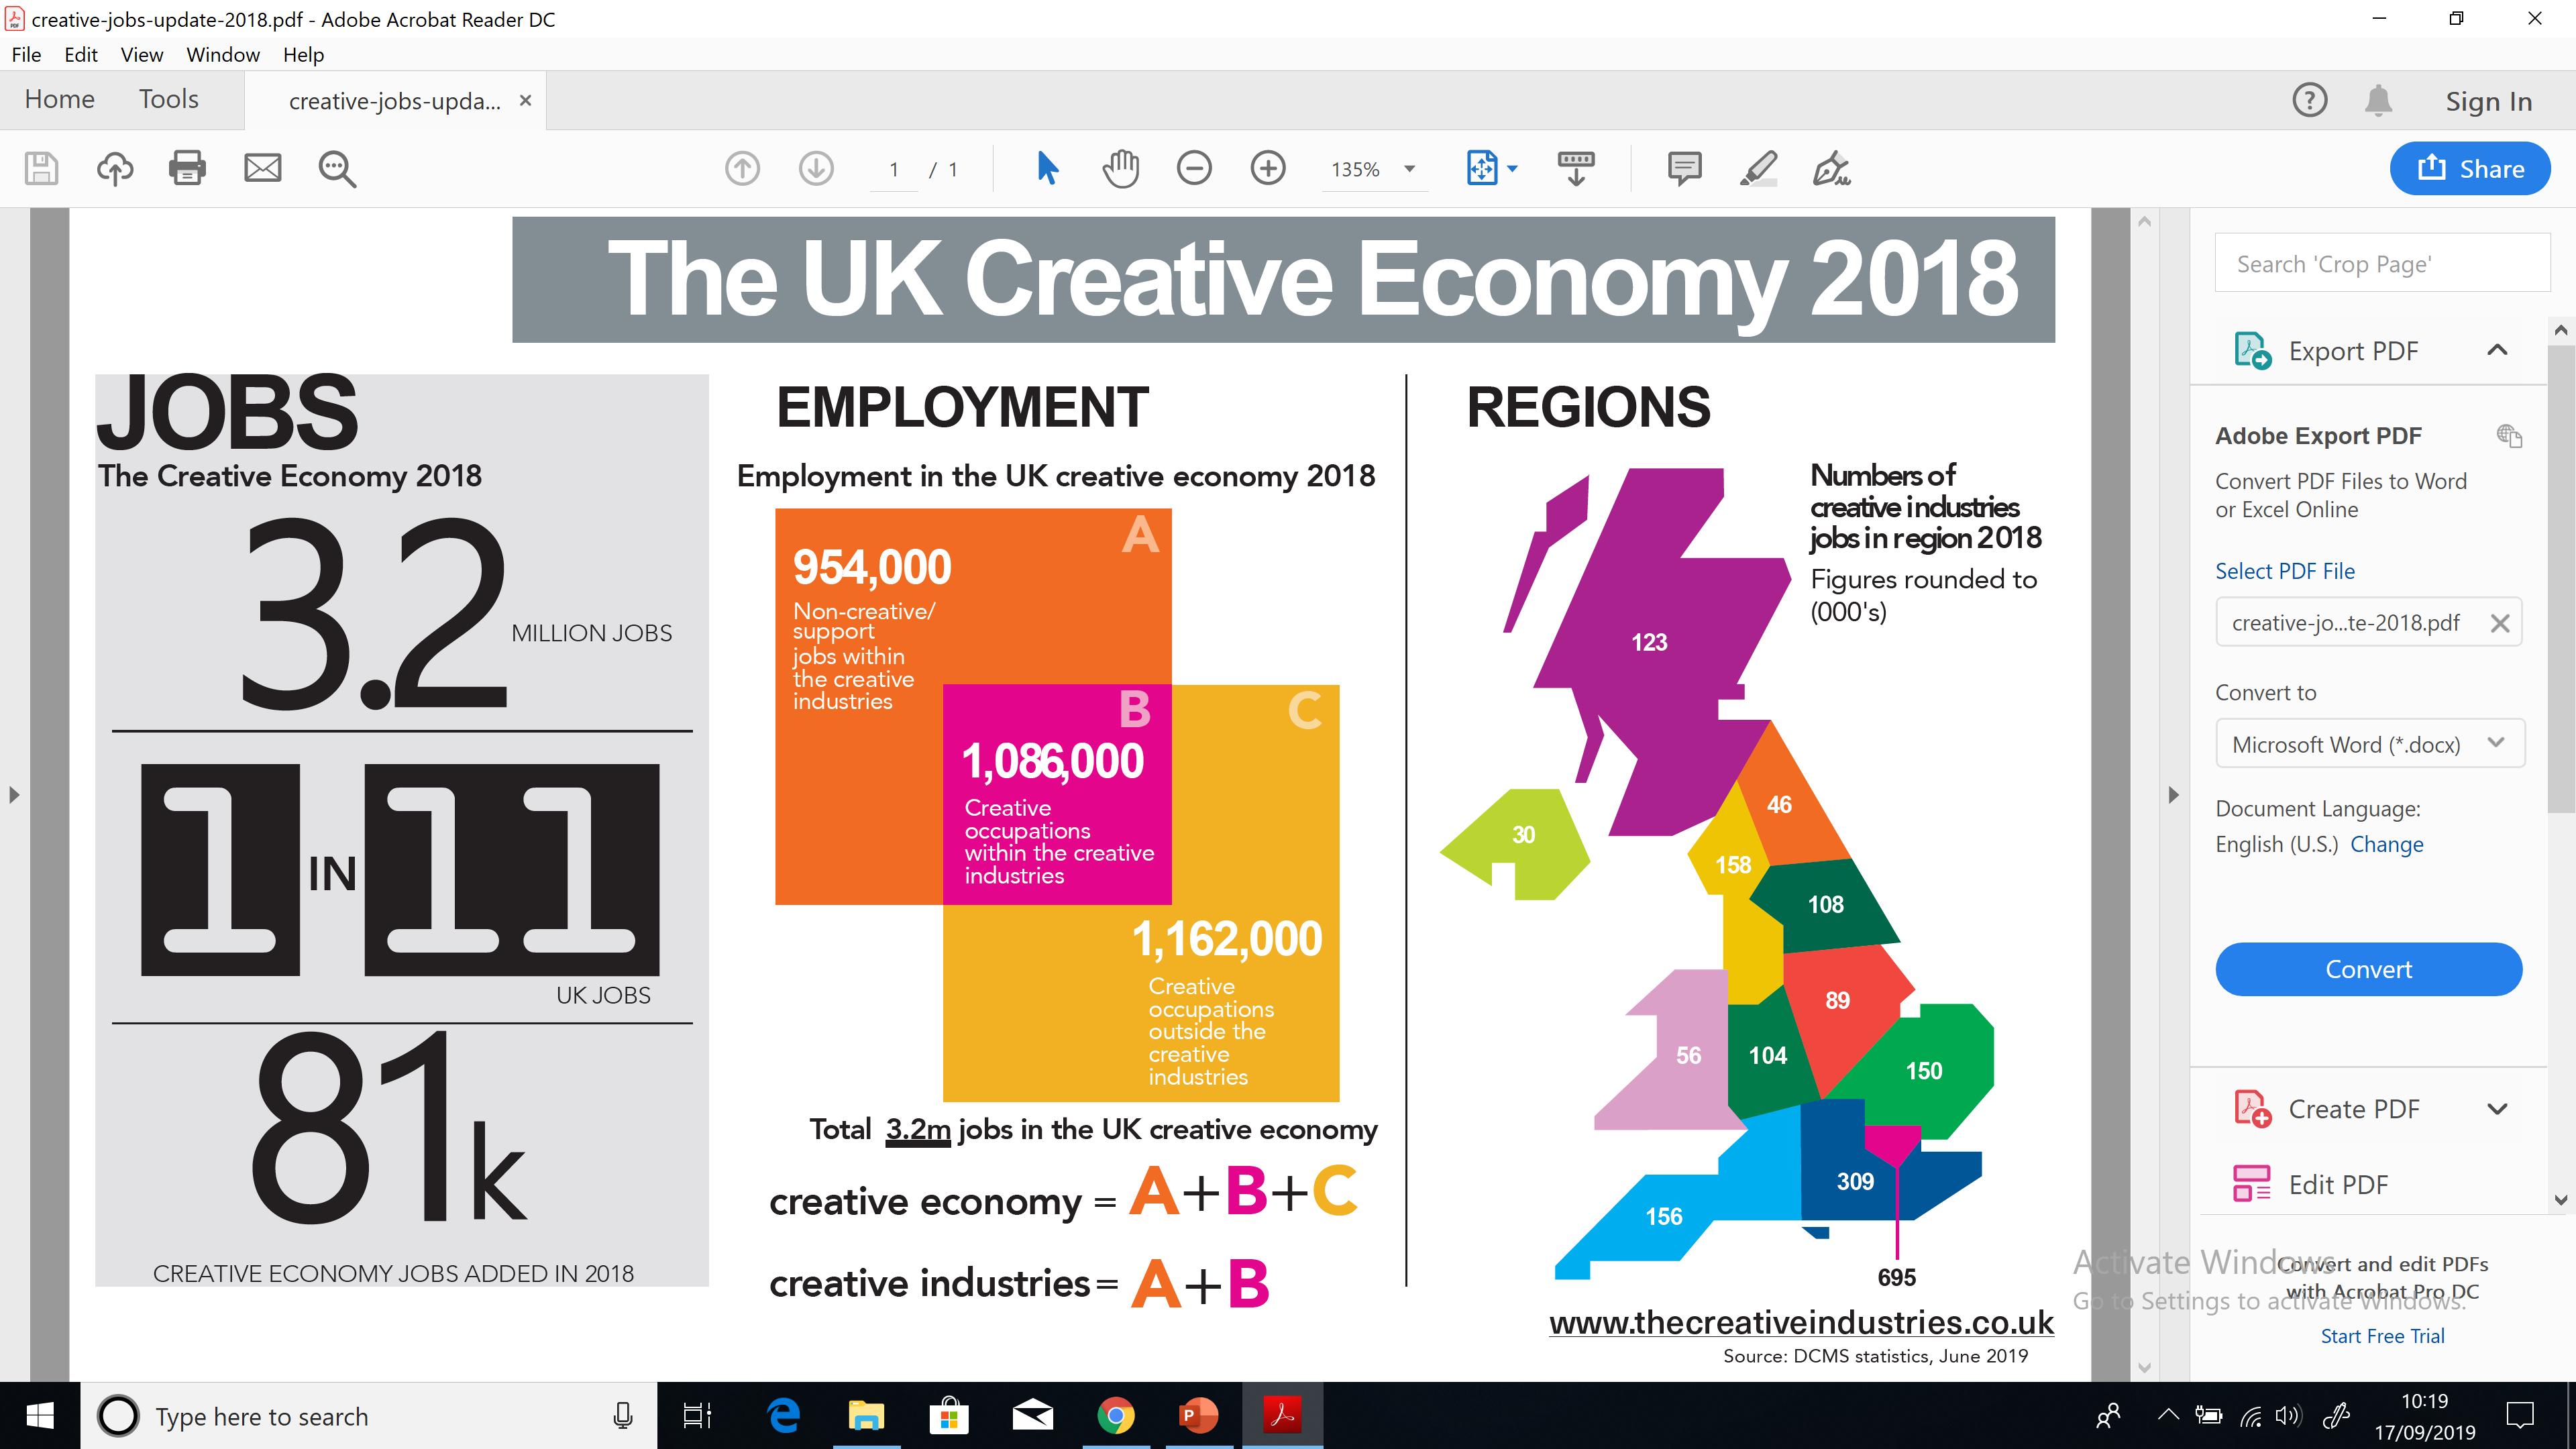 creative-jobs-update-2018.pdf - Adobe Acrobat Reader DC
File Edit View Window Help
Home Tools creative-jobs-upda... × Sign In
1 / 1 135% Share
The UK Creative Economy 2018
JOBS
The Creative Economy 2018
3.2
MILLION JOBS
1 IN 11
UK JOBS
81k
CREATIVE ECONOMY JOBS ADDED IN 2018
EMPLOYMENT
Employment in the UK creative economy 2018
A
954,000
Non-creative/
support
jobs within
the creative
industries
B
1,086,000
Creative
occupations
within the creative
industries
C
1,162,000
Creative
occupations
outside the
creative
industries
Total 3.2m jobs in the UK creative economy
creative economy = A+B+C
creative industries = A+B
REGIONS
Numbers of
creative industries
jobs in region 2018
Figures rounded to
(000's)
123
46
30
158
108
89
56
104
150
309
156
695
www.thecreativeindustries.co.uk
Source: DCMS statistics, June 2019
Search 'Crop Page'
Export PDF
Adobe Export PDF
Convert PDF Files to Word
or Excel Online
Select PDF File
creative-jo...te-2018.pdf
Convert to
Microsoft Word (*.docx)
Document Language:
English (U.S.) Change
Convert
Create PDF
Edit PDF
Convert and edit PDFs
with Acrobat Pro DC
Start Free Trial
Activate Windows
Go to Settings to activate Windows.
Type here to search
10:19
17/09/2019